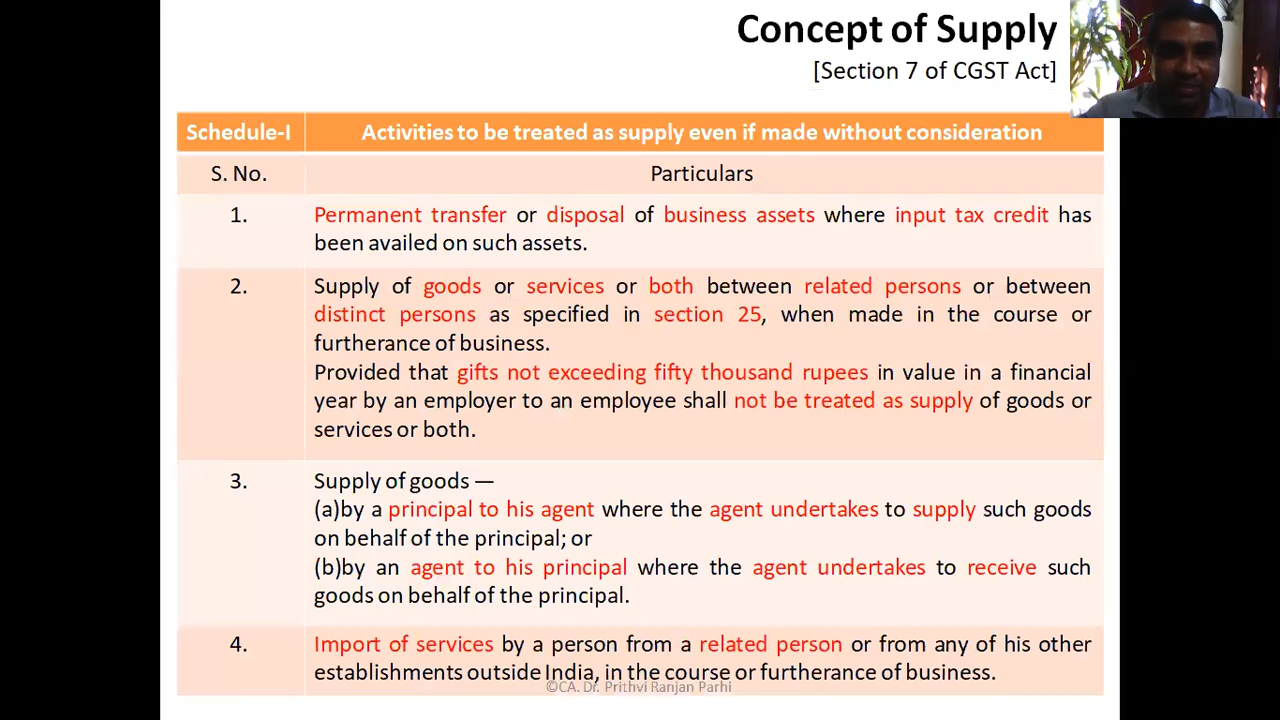 Concept of Supply
[Section 7 of CGST Act]
Schedule-I Activities to be treated as supply even if made without consideration
S. No. Particulars
1. Permanent transfer or disposal of business assets where input tax credit has
been availed on such assets.
2. Supply of goods or services or both between related persons or between
distinct persons as specified in section 25, when made in the course or
furtherance of business.
Provided that gifts not exceeding fifty thousand rupees in value in a financial
year by an employer to an employee shall not be treated as supply of goods or
services or both.
3. Supply of goods —
(a)by a principal to his agent where the agent undertakes to supply such goods
on behalf of the principal; or
(b)by an agent to his principal where the agent undertakes to receive such
goods on behalf of the principal.
4. Import of services by a person from a related person or from any of his other
establishments outside India, in the course or furtherance of business.
©CA. Dr. Prithvi Ranjan Parhi